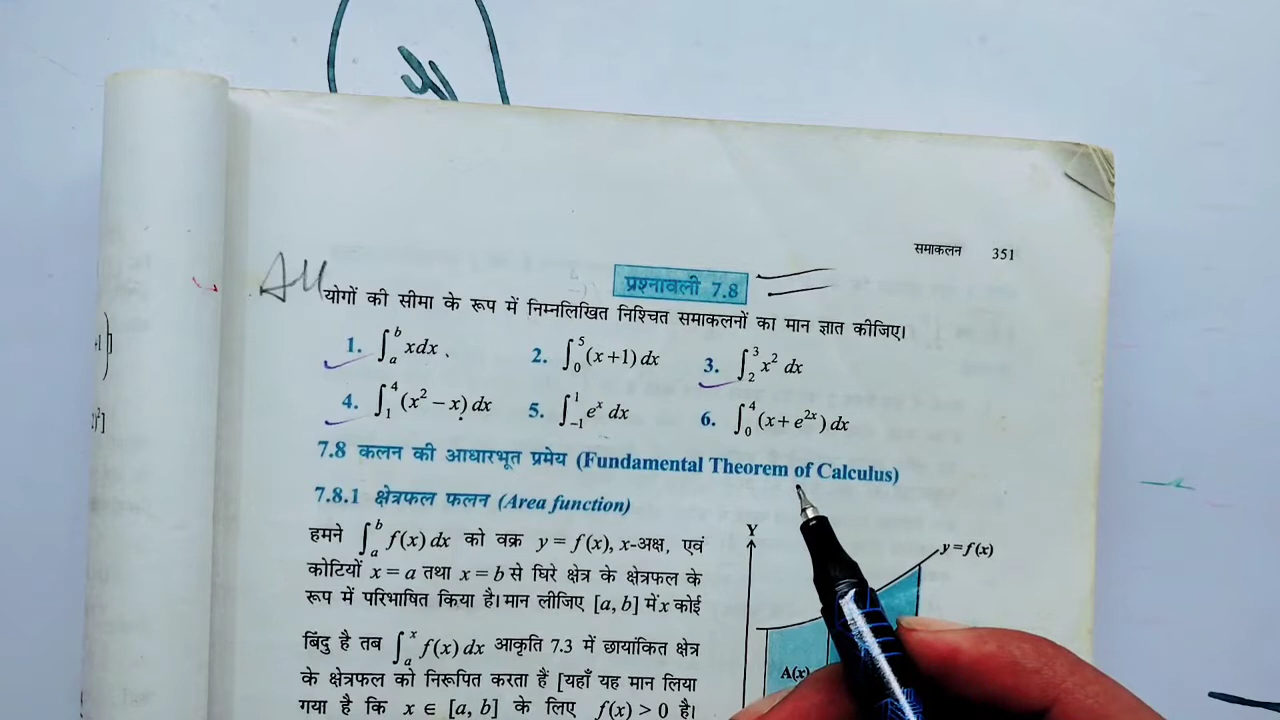 समाकलन 351
प्रश्नावली 7.8
All
योगों की सीमा के रूप में निम्नलिखित निश्चित समाकलनों का मान ज्ञात कीजिए।
1. ∫ₐᵇ x dx 2. ∫₀⁵ (x+1) dx 3. ∫₂³ x² dx
4. ∫₁⁴ (x² – x) dx 5. ∫₋₁¹ eˣ dx 6. ∫₀⁴ (x + e²ˣ) dx
7.8 कलन की आधारभूत प्रमेय (Fundamental Theorem of Calculus)
7.8.1 क्षेत्रफल फलन (Area function)
हमने ∫ₐᵇ f(x) dx को वक्र y = f(x), x-अक्ष, एवं
कोटियों x = a तथा x = b से घिरे क्षेत्र के क्षेत्रफल के
रूप में परिभाषित किया है। मान लीजिए [a, b] में x कोई
बिंदु है तब ∫ₐˣ f(x) dx आकृति 7.3 में छायांकित क्षेत्र
के क्षेत्रफल को निरूपित करता है [यहाँ यह मान लिया
गया है कि x ∈ [a, b] के लिए f(x) > 0 है।
Y
y = f(x)
A(x)